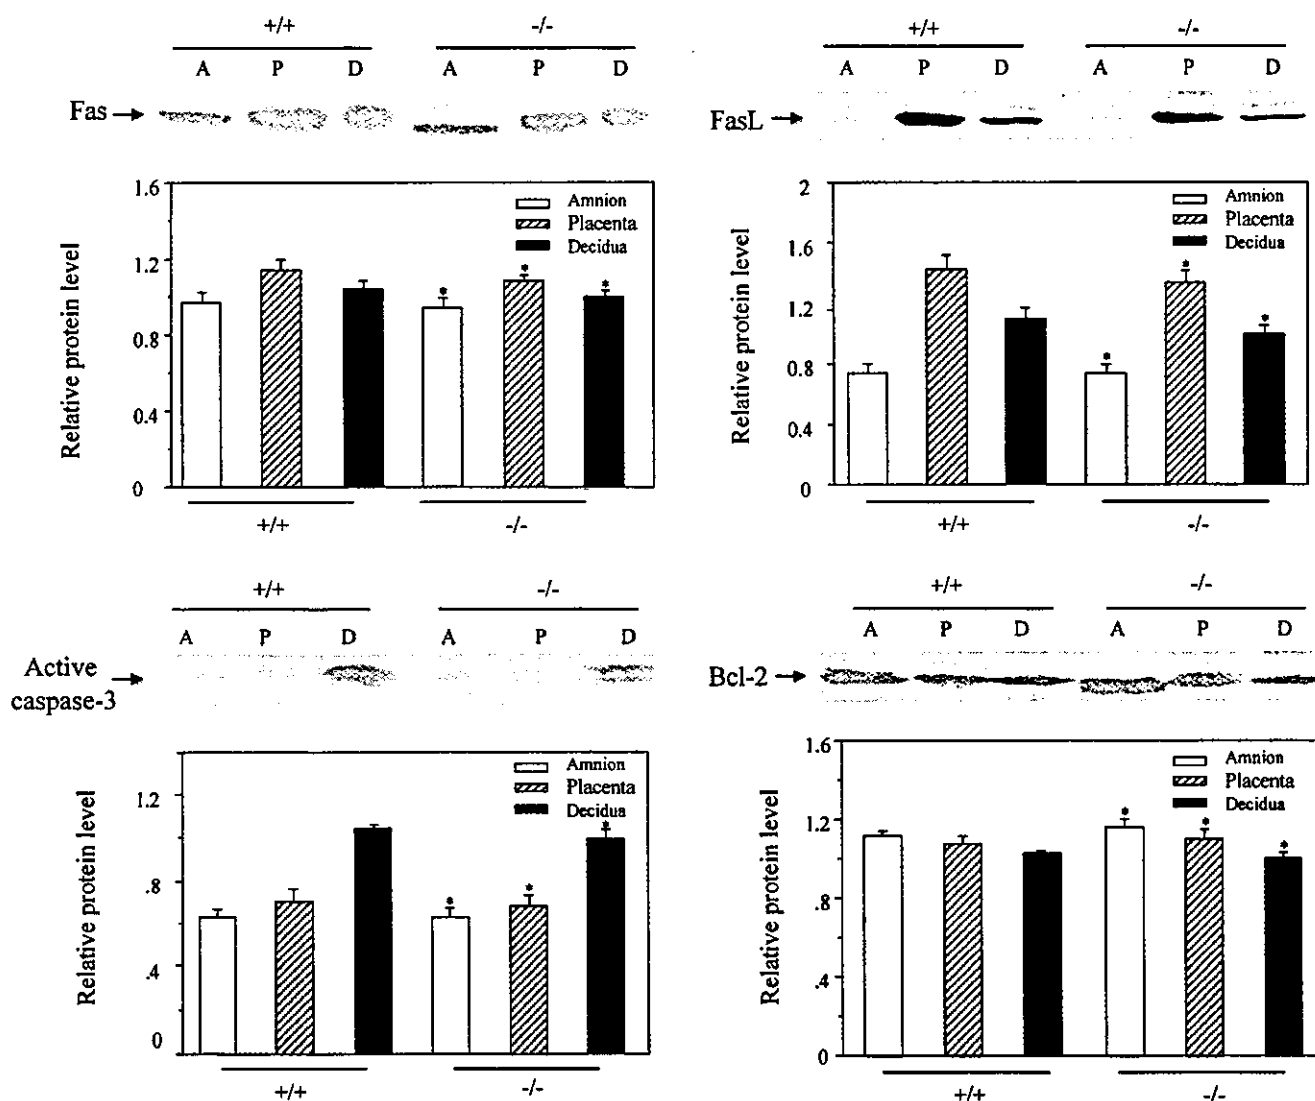 +/+ -/-
A P D A P D
Fas
1.6
1.2
0.8
0.4
0
Relative protein level
Amnion
Placenta
Decidua
* * *
+/+ -/-
+/+ -/-
A P D A P D
FasL
2
1.6
1.2
0.8
0.4
0
Relative protein level
Amnion
Placenta
Decidua
* * *
+/+ -/-
+/+ -/-
A P D A P D
Active
caspase-3
1.2
.8
.4
0
Relative protein level
Amnion
Placenta
Decidua
* * *
+/+ -/-
+/+ -/-
A P D A P D
Bcl-2
1.6
1.2
.8
.4
0
Relative protein level
Amnion
Placenta
Decidua
* * *
+/+ -/-